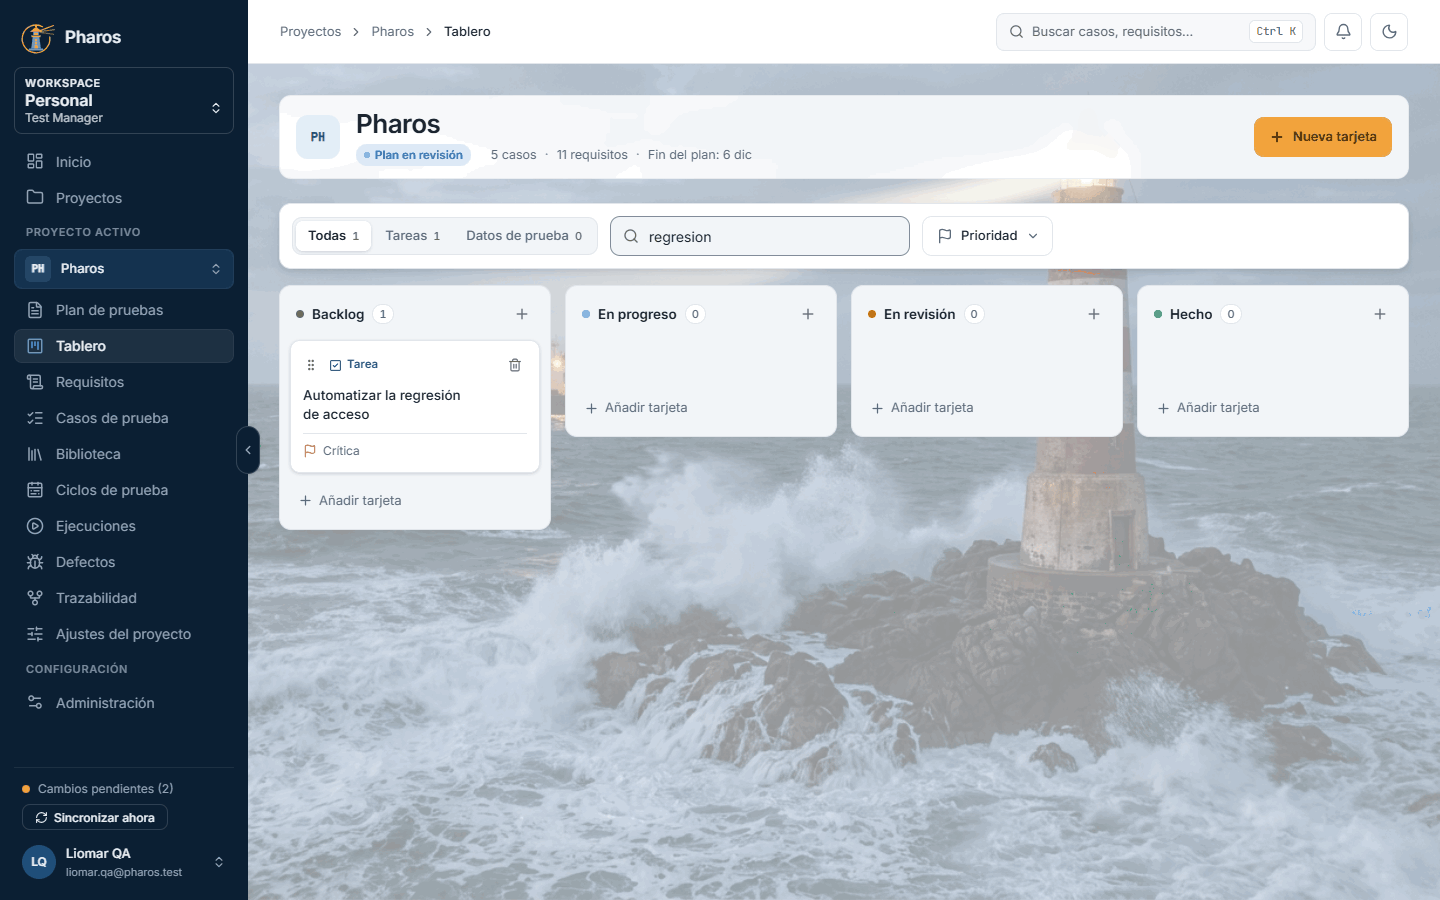 Pharos
WORKSPACE
Personal
Test Manager
Inicio
Proyectos
PROYECTO ACTIVO
PH Pharos
Plan de pruebas
Tablero
Requisitos
Casos de prueba
Biblioteca
Ciclos de prueba
Ejecuciones
Defectos
Trazabilidad
Ajustes del proyecto
CONFIGURACIÓN
Administración
Cambios pendientes (2)
Sincronizar ahora
LQ
Liomar QA
liomar.qa@pharos.test
Proyectos > Pharos > Tablero
Buscar casos, requisitos... Ctrl K
PH
Pharos
Plan en revisión 5 casos · 11 requisitos · Fin del plan: 6 dic
+ Nueva tarjeta
Todas 1 Tareas 1 Datos de prueba 0
regresion
Prioridad
Backlog 1
Tarea
Automatizar la regresión
de acceso
Crítica
+ Añadir tarjeta
En progreso 0
+ Añadir tarjeta
En revisión 0
+ Añadir tarjeta
Hecho 0
+ Añadir tarjeta